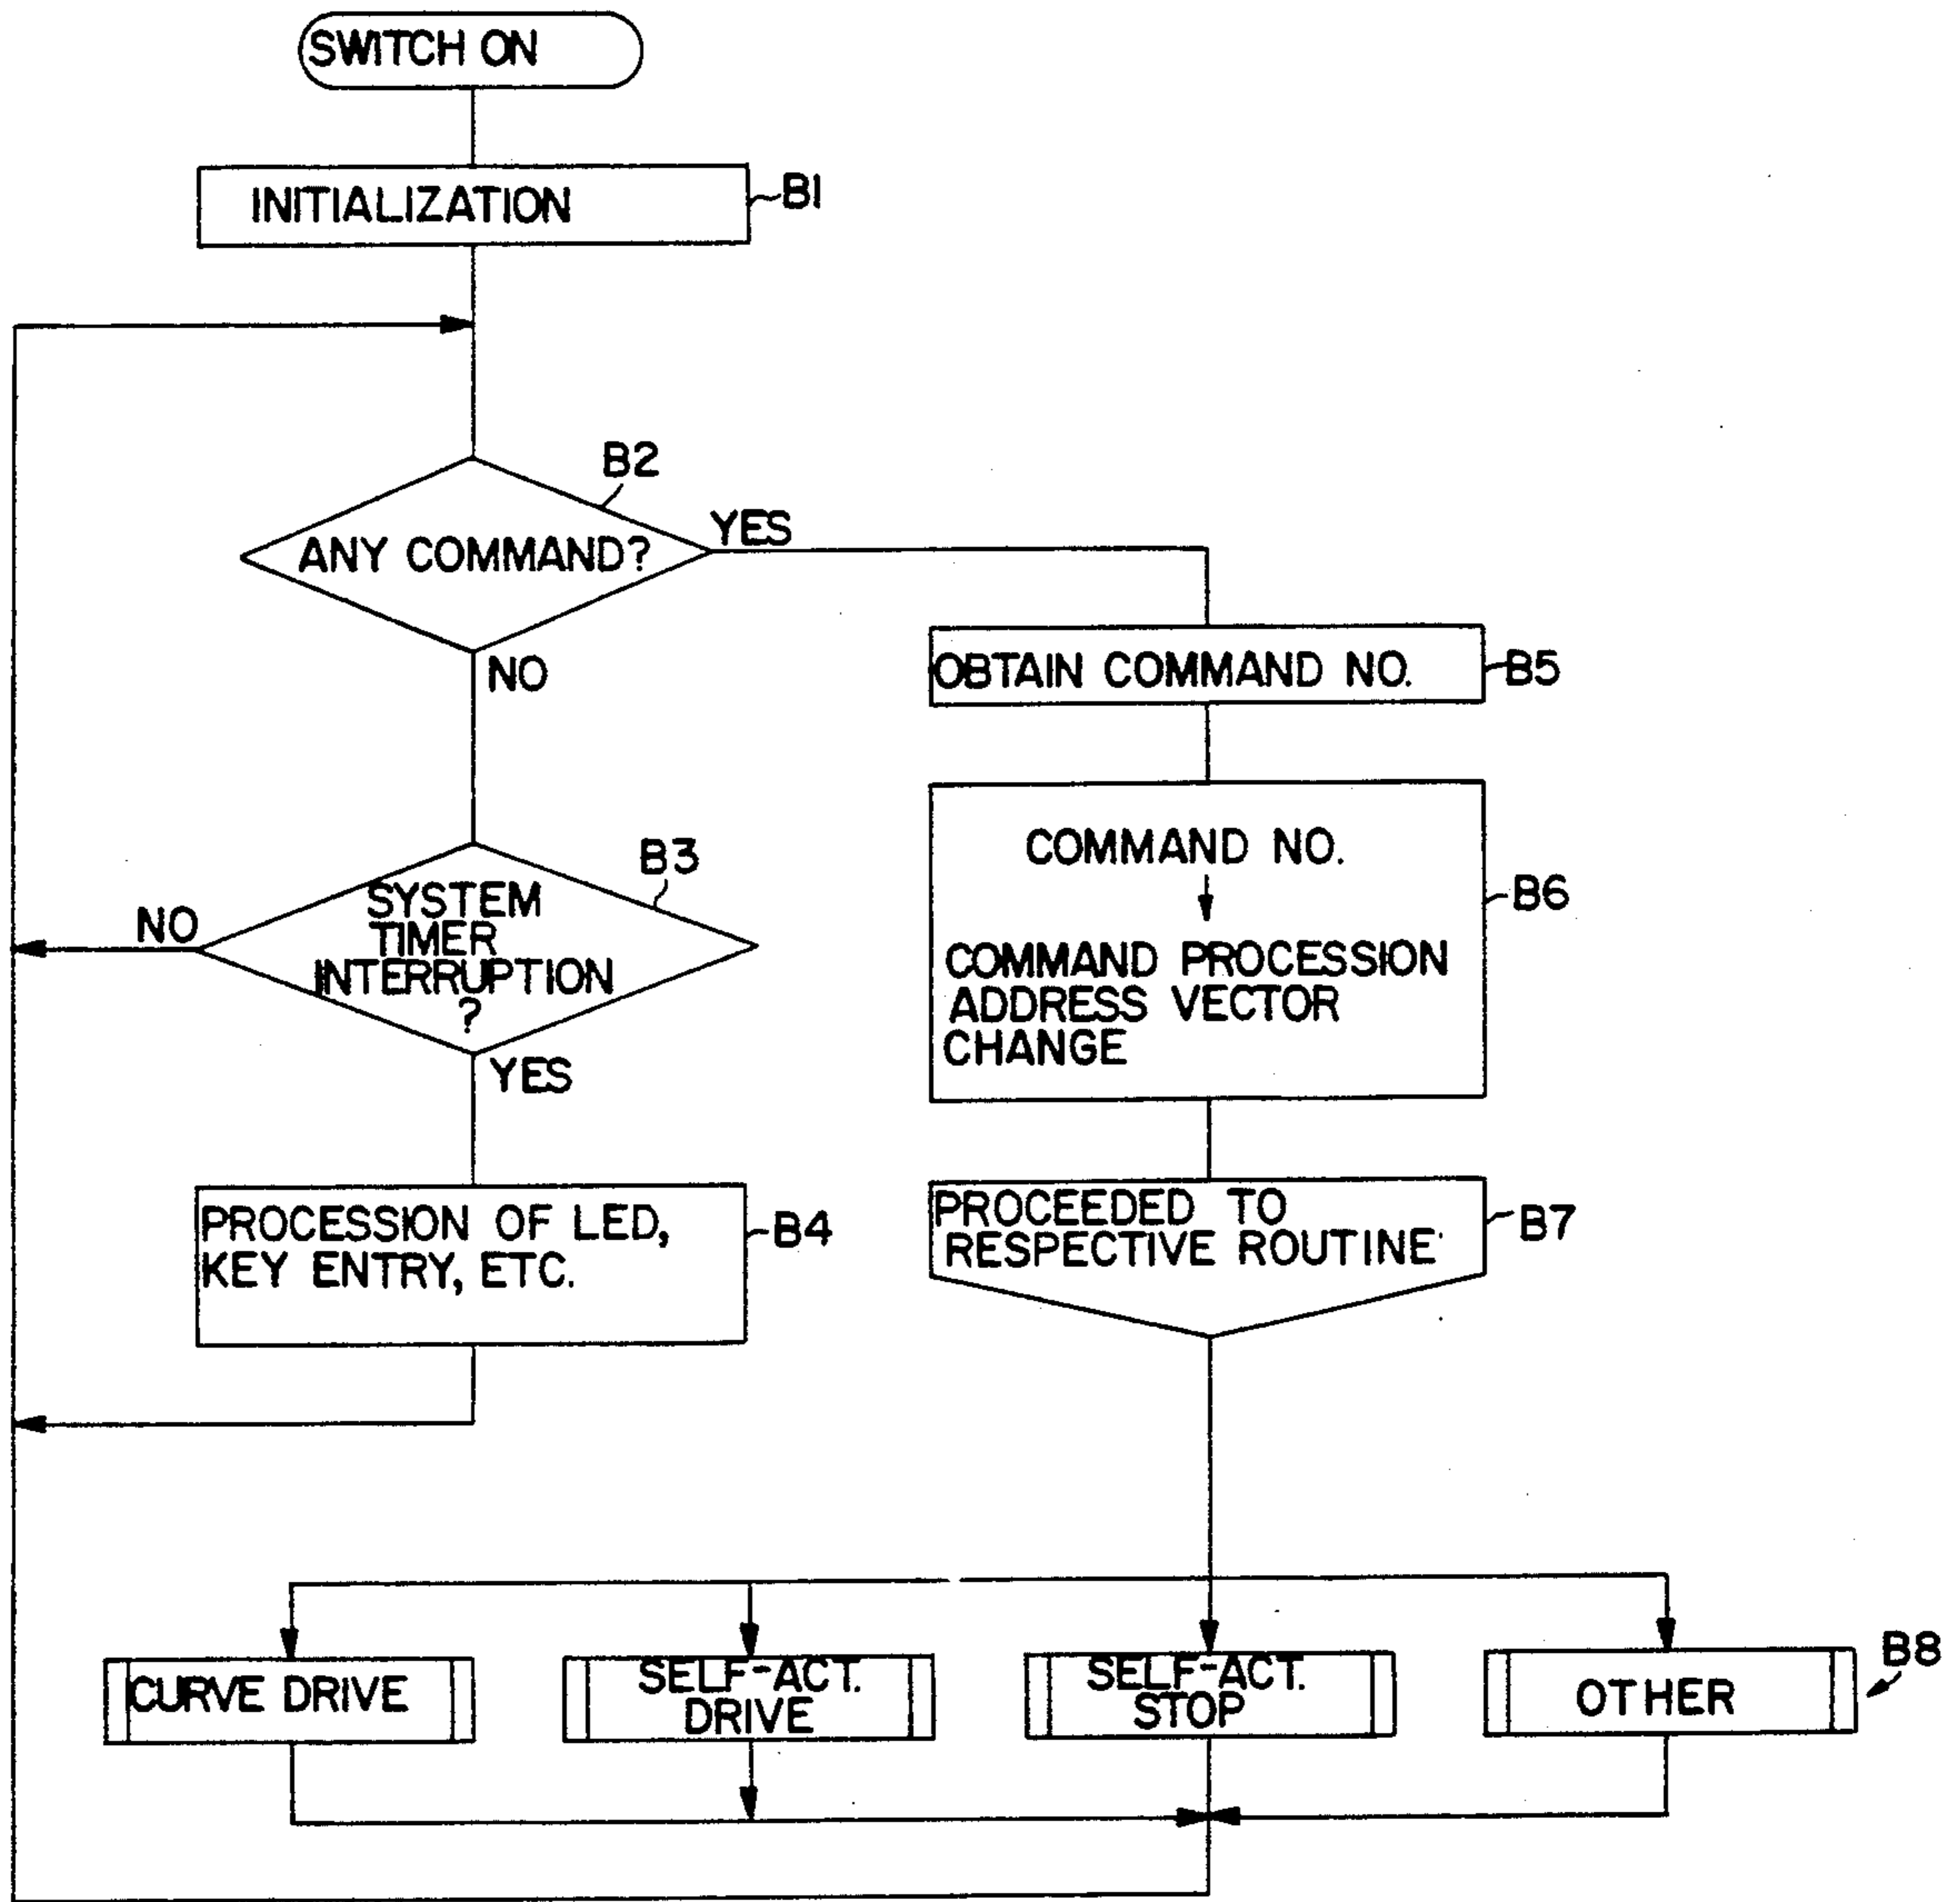 SWITCH ON
INITIALIZATION
B1
B2
ANY COMMAND?
YES
NO
OBTAIN COMMAND NO.
B5
B3
SYSTEM
TIMER
INTERRUPTION
?
NO
YES
COMMAND NO.
COMMAND PROCESSION
ADDRESS VECTOR
CHANGE
B6
PROCESSION OF LED,
KEY ENTRY, ETC.
B4
PROCEEDED TO
RESPECTIVE ROUTINE
B7
CURVE DRIVE
SELF-ACT.
DRIVE
SELF-ACT.
STOP
OTHER
B8